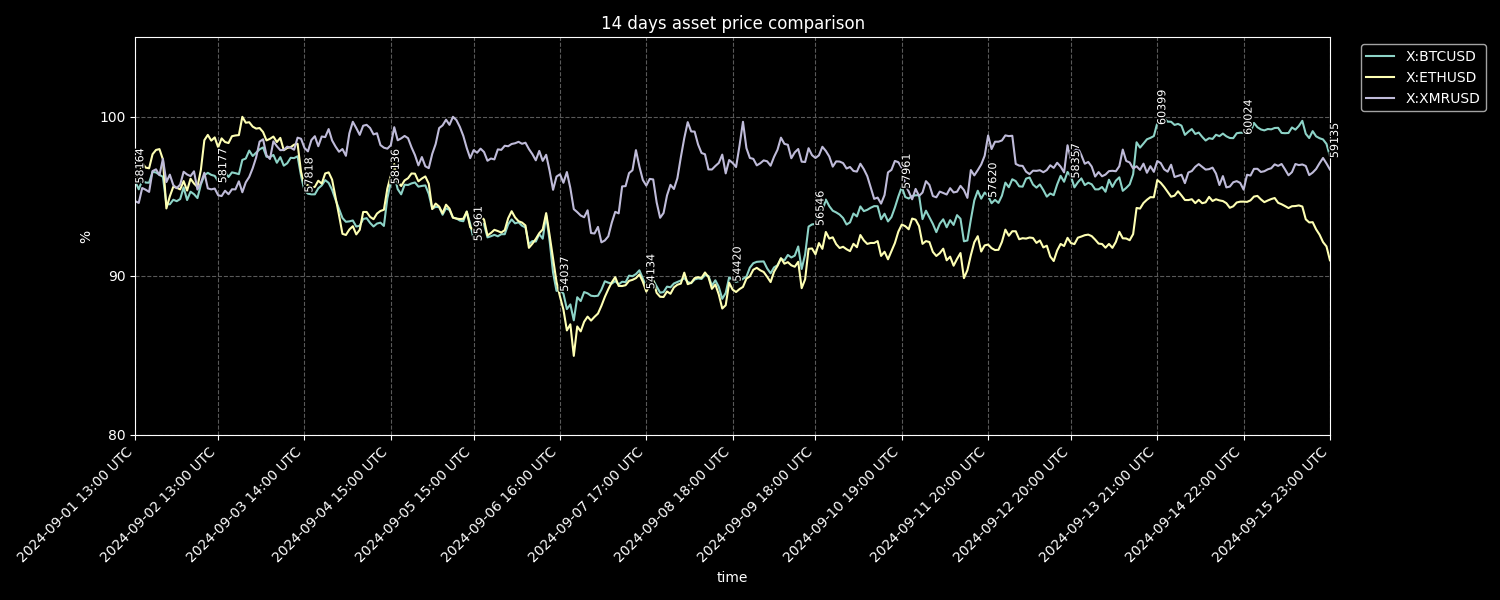 14 days asset price comparison
X:BTCUSD
X:ETHUSD
X:XMRUSD
%
100
90
80
58164
58177
57818
58136
55961
54037
54134
54420
56546
57961
57620
58357
60399
60024
59135
2024-09-01 13:00 UTC
2024-09-02 13:00 UTC
2024-09-03 14:00 UTC
2024-09-04 15:00 UTC
2024-09-05 15:00 UTC
2024-09-06 16:00 UTC
2024-09-07 17:00 UTC
2024-09-08 18:00 UTC
2024-09-09 18:00 UTC
2024-09-10 19:00 UTC
2024-09-11 20:00 UTC
2024-09-12 20:00 UTC
2024-09-13 21:00 UTC
2024-09-14 22:00 UTC
2024-09-15 23:00 UTC
time